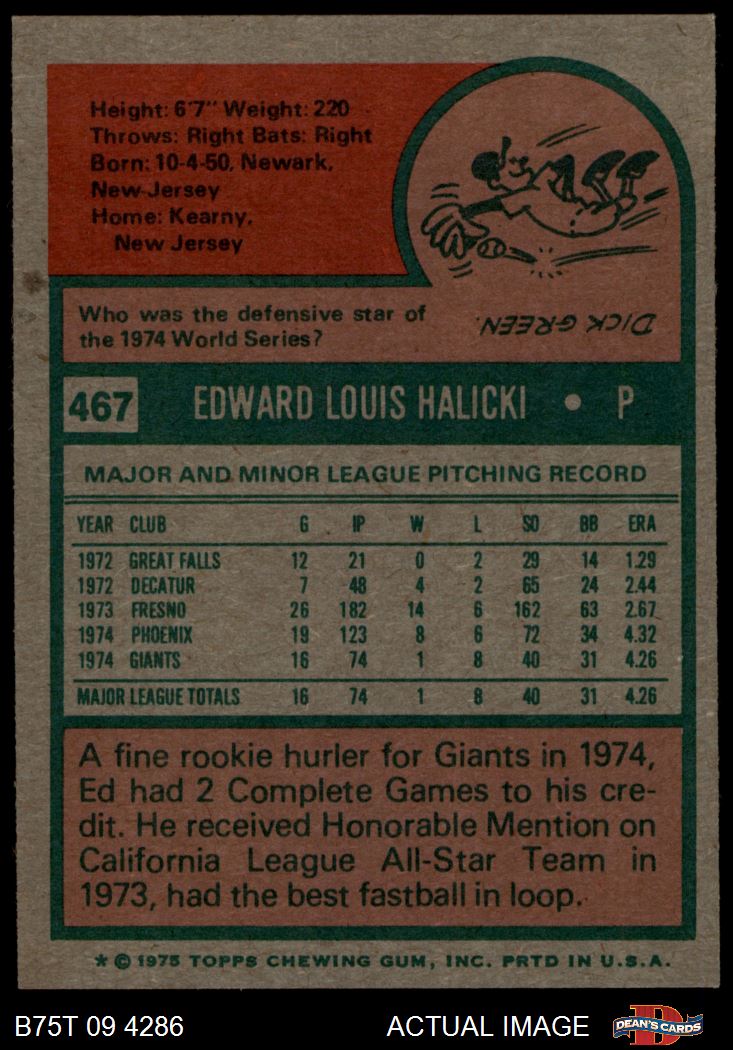 Height: 6'7" Weight: 220
Throws: Right Bats: Right
Born: 10-4-50, Newark,
New Jersey
Home: Kearny,
New Jersey
Who was the defensive star of
the 1974 World Series?
DICK GREEN.
467 EDWARD LOUIS HALICKI • P
MAJOR AND MINOR LEAGUE PITCHING RECORD
YEAR CLUB G IP W L SO BB ERA
1972 GREAT FALLS 12 21 0 2 29 14 1.29
1972 DECATUR 7 48 4 2 65 24 2.44
1973 FRESNO 26 182 14 6 162 63 2.67
1974 PHOENIX 19 123 8 6 72 34 4.32
1974 GIANTS 16 74 1 8 40 31 4.26
MAJOR LEAGUE TOTALS 16 74 1 8 40 31 4.26
A fine rookie hurler for Giants in 1974,
Ed had 2 Complete Games to his cre-
dit. He received Honorable Mention on
California League All-Star Team in
1973, had the best fastball in loop.
* © 1975 TOPPS CHEWING GUM, INC. PRTD IN U.S.A.
B75T 09 4286 ACTUAL IMAGE D DEAN'S CARDS